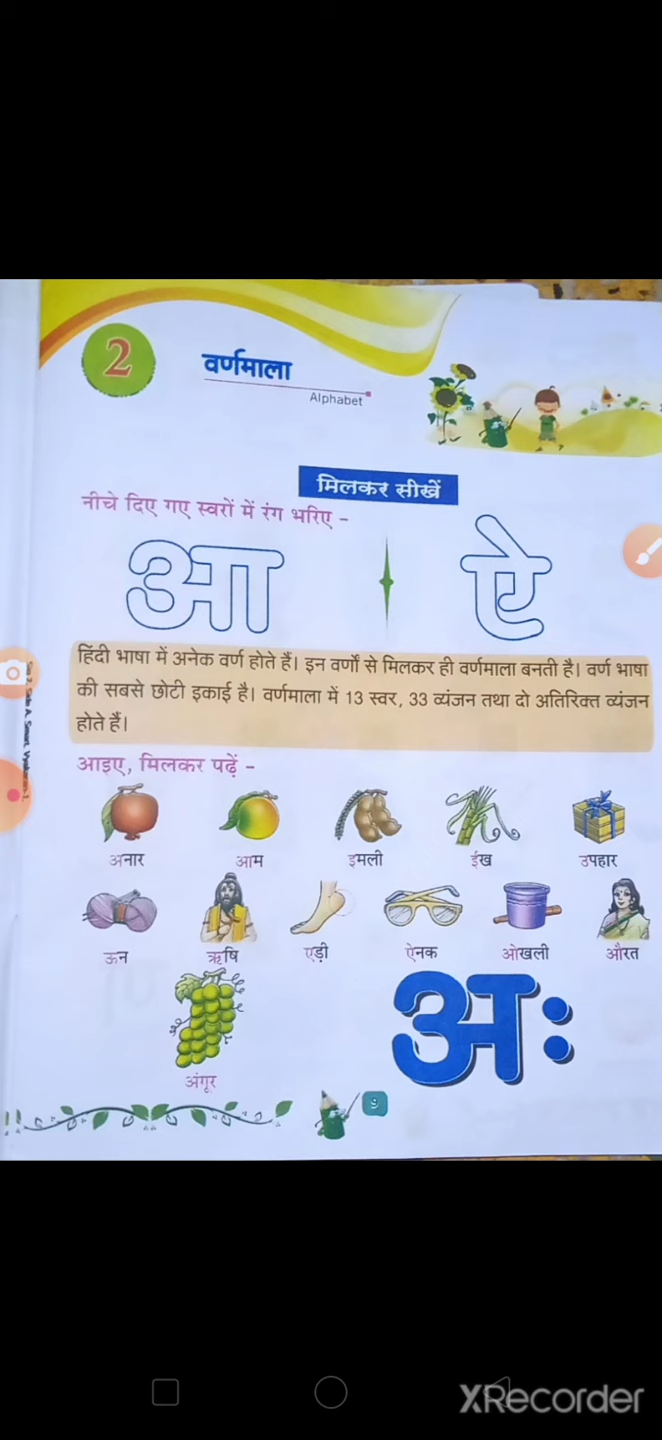 2
वर्णमाला
Alphabet
मिलकर सीखें
नीचे दिए गए स्वरों में रंग भरिए –
आ ऐ
हिंदी भाषा में अनेक वर्ण होते हैं। इन वर्णों से मिलकर ही वर्णमाला बनती है। वर्ण भाषा
की सबसे छोटी इकाई है। वर्णमाला में 13 स्वर, 33 व्यंजन तथा दो अतिरिक्त व्यंजन
होते हैं।
आइए, मिलकर पढ़ें –
अनार आम इमली ईख उपहार
ऊन ऋषि एड़ी ऐनक ओखली औरत
अंगूर
अः
9
XRecorder